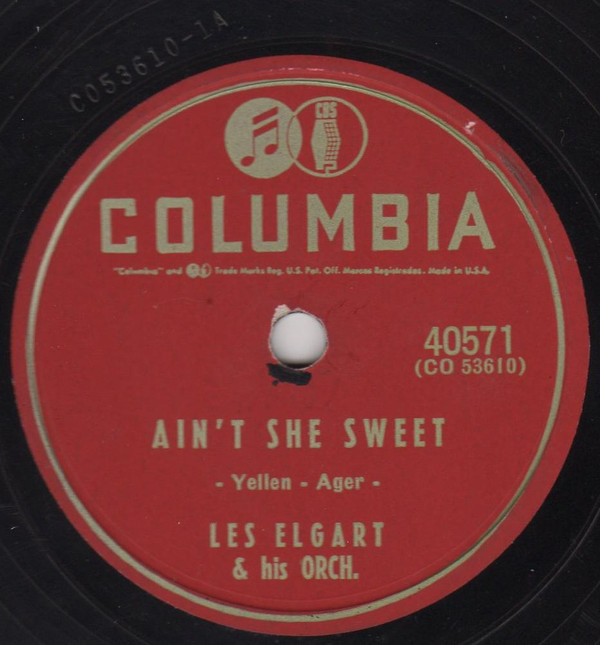 CO53610-1A
CBS
COLUMBIA
"Columbia" and Trade Marks Reg. U.S. Pat. Off. Marcas Registradas. Made in U.S.A.
40571
(CO 53610)
AIN'T SHE SWEET
- Yellen - Ager -
LES ELGART
& his ORCH.